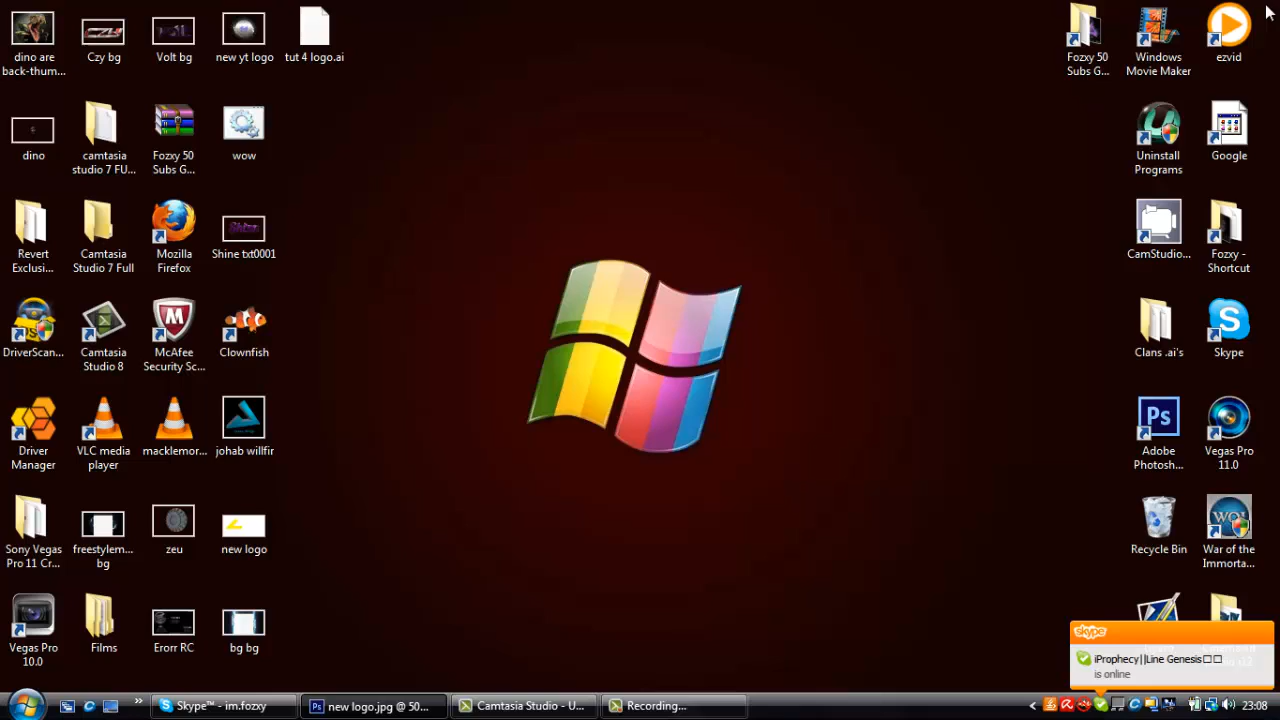 dino are
back-thum...
Czy bg
Volt bg
new yt logo
tut 4 logo.ai
Fozxy 50
Subs G...
Windows
Movie Maker
ezvid
dino
camtasia
studio 7 FU...
Fozxy 50
Subs G...
wow
Uninstall
Programs
Google
Revert
Exclusi...
Camtasia
Studio 7 Full
Mozilla
Firefox
Shine txt0001
CamStudio...
Foxzy -
Shortcut
DriverScan...
Camtasia
Studio 8
McAfee
Security Sc...
Clownfish
Clans .ai's
Skype
Driver
Manager
VLC media
player
macklemor...
johab willfir
Ps
Adobe
Photosh...
Vegas Pro
11.0
Sony Vegas
Pro 11 Cr...
freestylem...
bg
zeu
new logo
Recycle Bin
War of the
Immorta...
Vegas Pro
10.0
Films
Erorr RC
bg bg
skype
iProphecy||Line Genesis□□
is online
Skype™ - im.fozxy
new logo.jpg @ 50...
Camtasia Studio - U...
Recording...
23:08